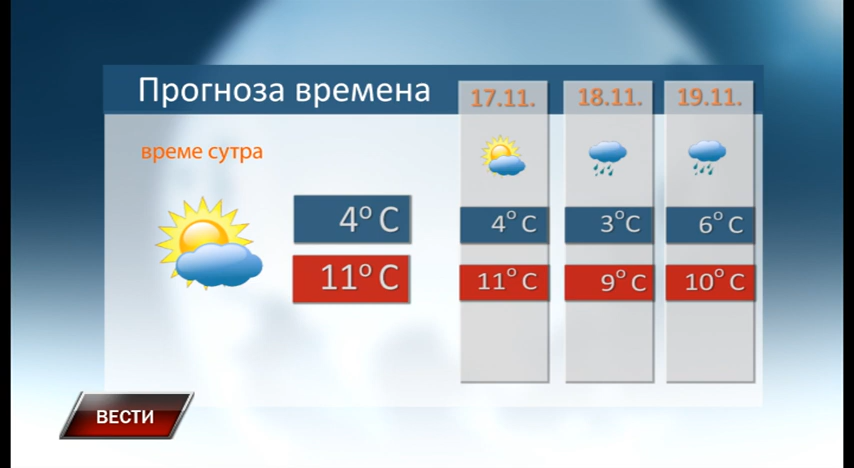 Прогноза времена
17.11. 18.11. 19.11.
време сутра
4° C
11° C
4° C 3°C 6° C
11° C 9° C 10° C
ВЕСТИ